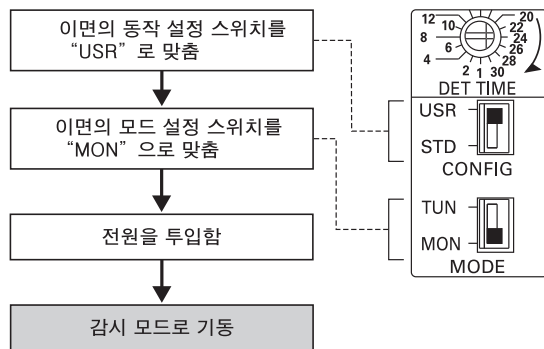 이면의 동작 설정 스위치를
“USR” 로 맞춤
이면의 모드 설정 스위치를
“MON” 으로 맞춤
전원을 투입함
감시 모드로 기동
12
10
8
6
4
2
1
30
28
26
24
22
20
DET TIME
USR
STD
CONFIG
TUN
MON
MODE